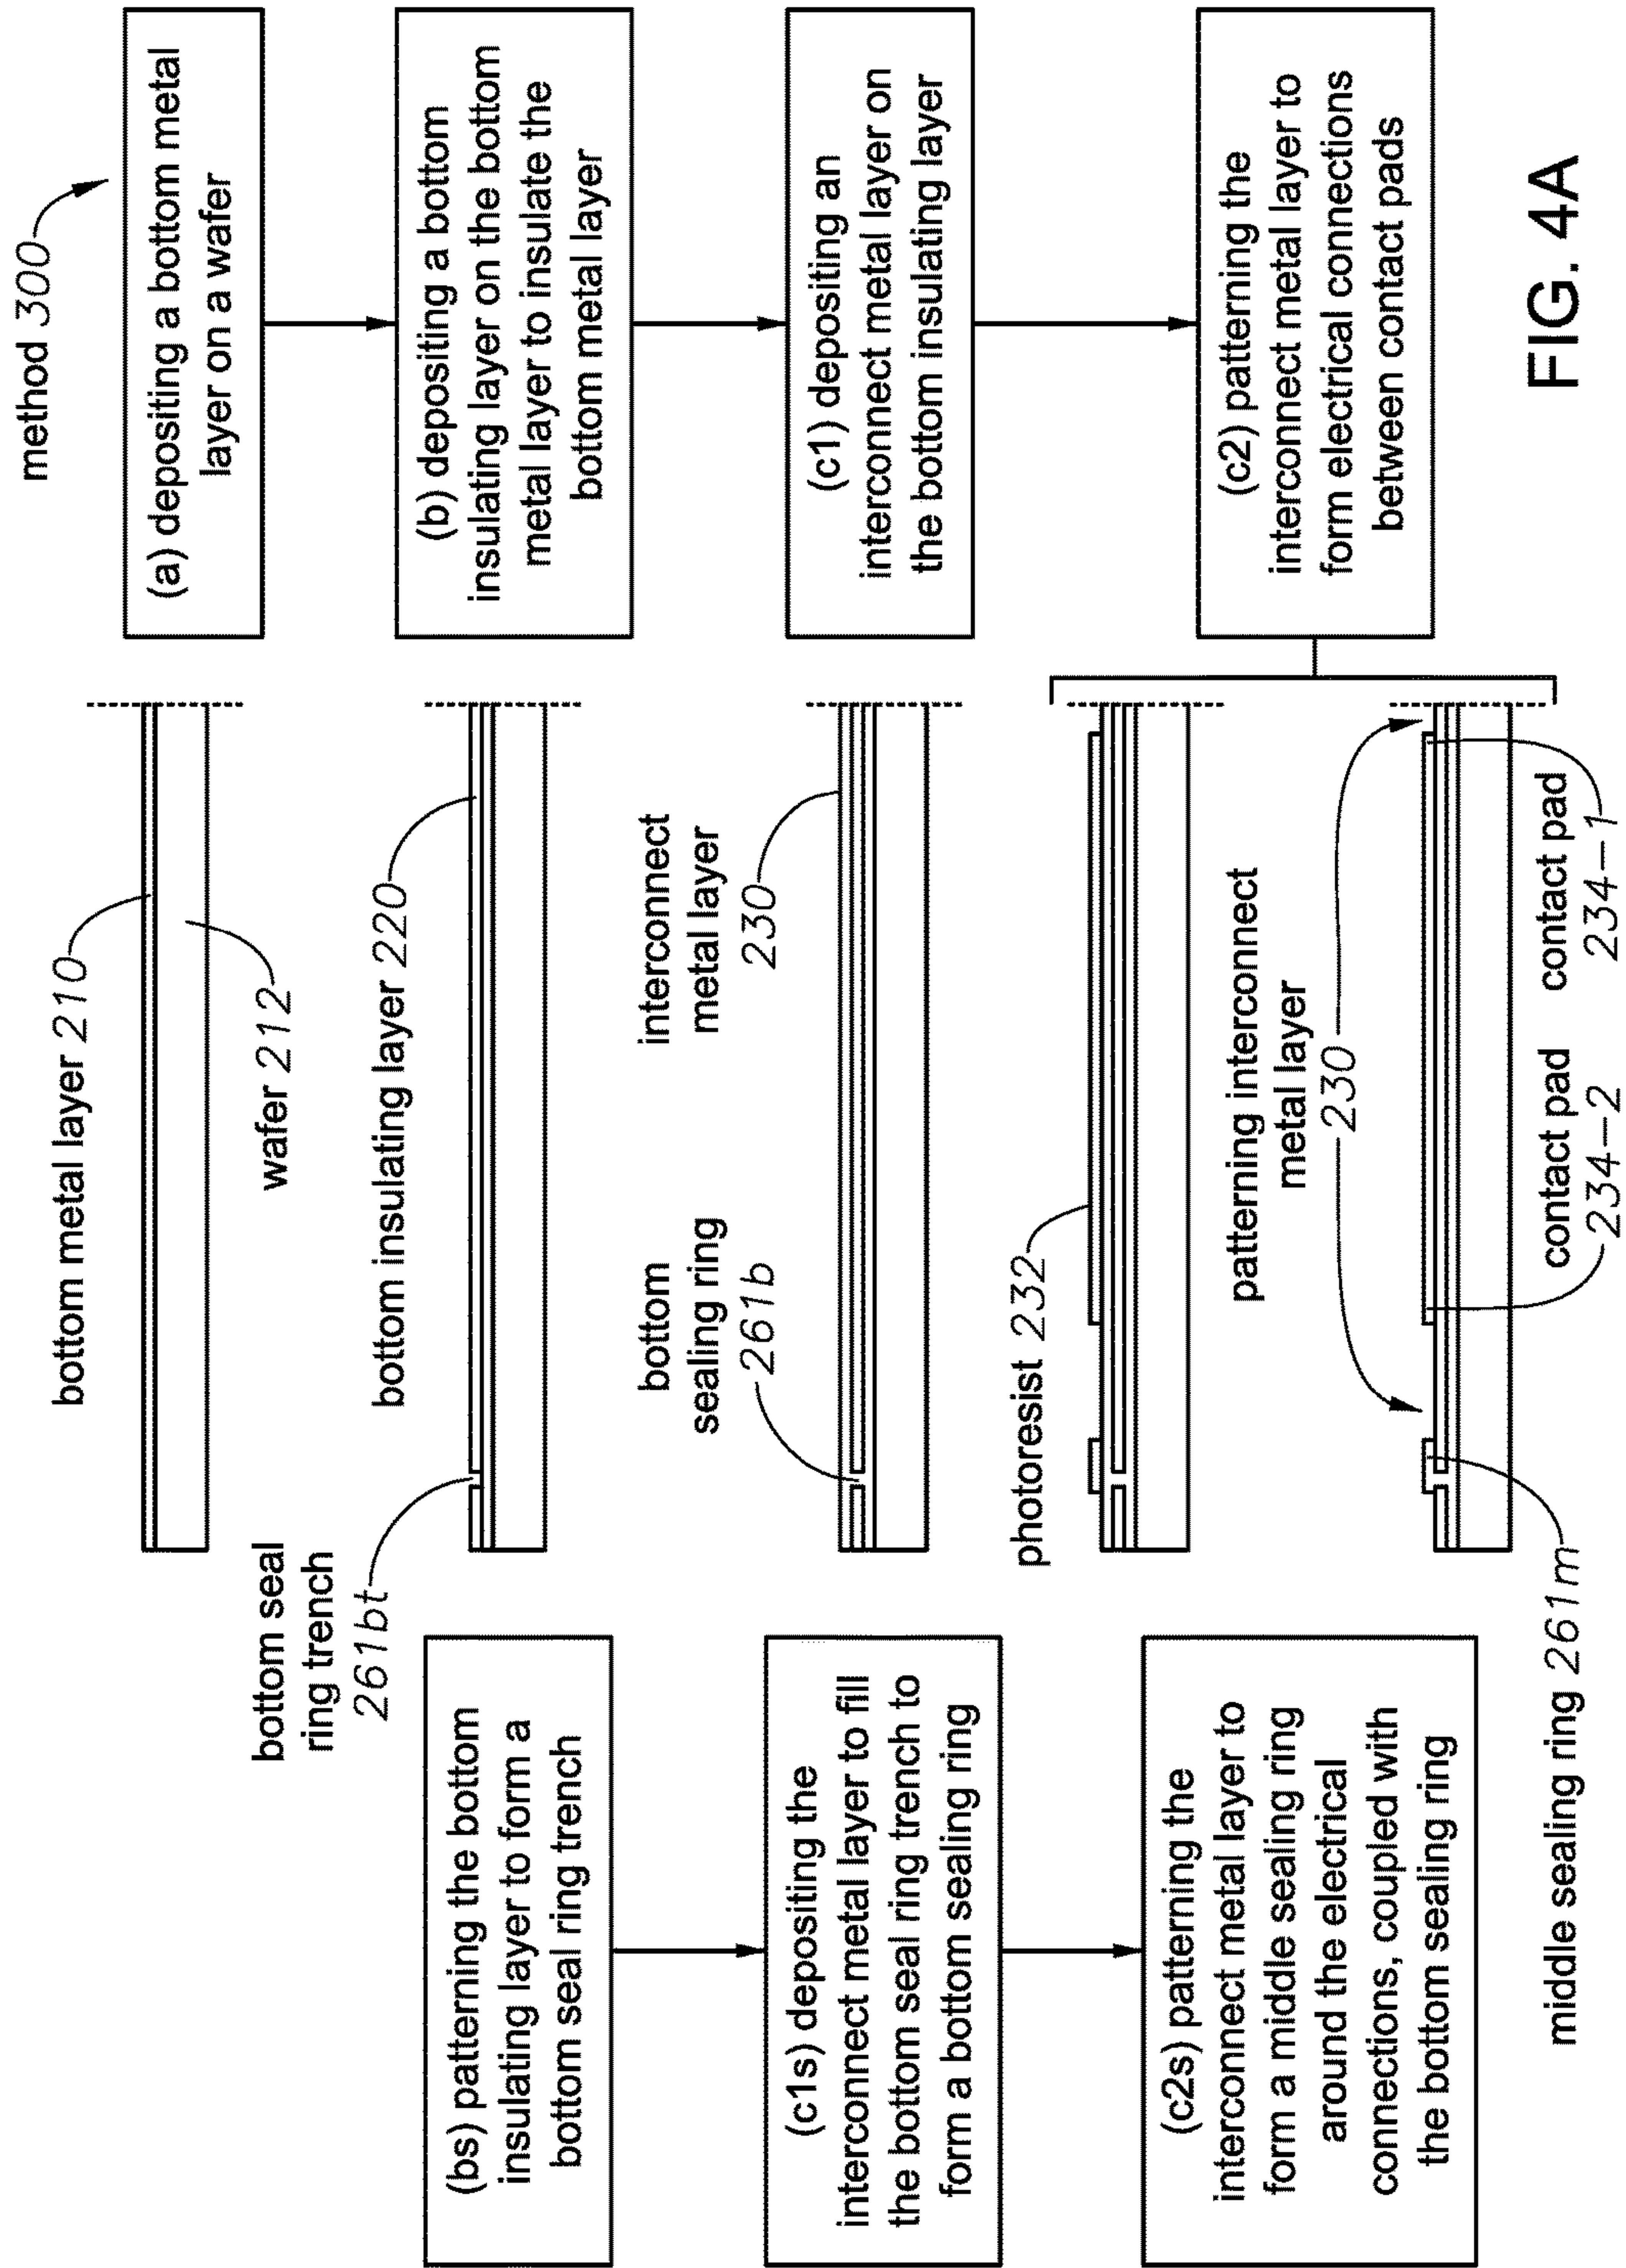 method 300
(a) depositing a bottom metal
layer on a wafer
(b) depositing a bottom
insulating layer on the bottom
metal layer to insulate the
bottom metal layer
(c1) depositing an
interconnect metal layer on
the bottom insulating layer
(c2) patterning the
interconnect metal layer to
form electrical connections
between contact pads
bottom metal layer 210
wafer 212
bottom insulating layer 220
bottom seal
ring trench
261bt
interconnect
metal layer
230
bottom
sealing ring
261b
photoresist 232
patterning interconnect
metal layer
230
contact pad
234-2
contact pad
234-1
middle sealing ring 261m
(bs) patterning the bottom
insulating layer to form a
bottom seal ring trench
(c1s) depositing the
interconnect metal layer to fill
the bottom seal ring trench to
form a bottom sealing ring
(c2s) patterning the
interconnect metal layer to
form a middle sealing ring
around the electrical
connections, coupled with
the bottom sealing ring
FIG. 4A